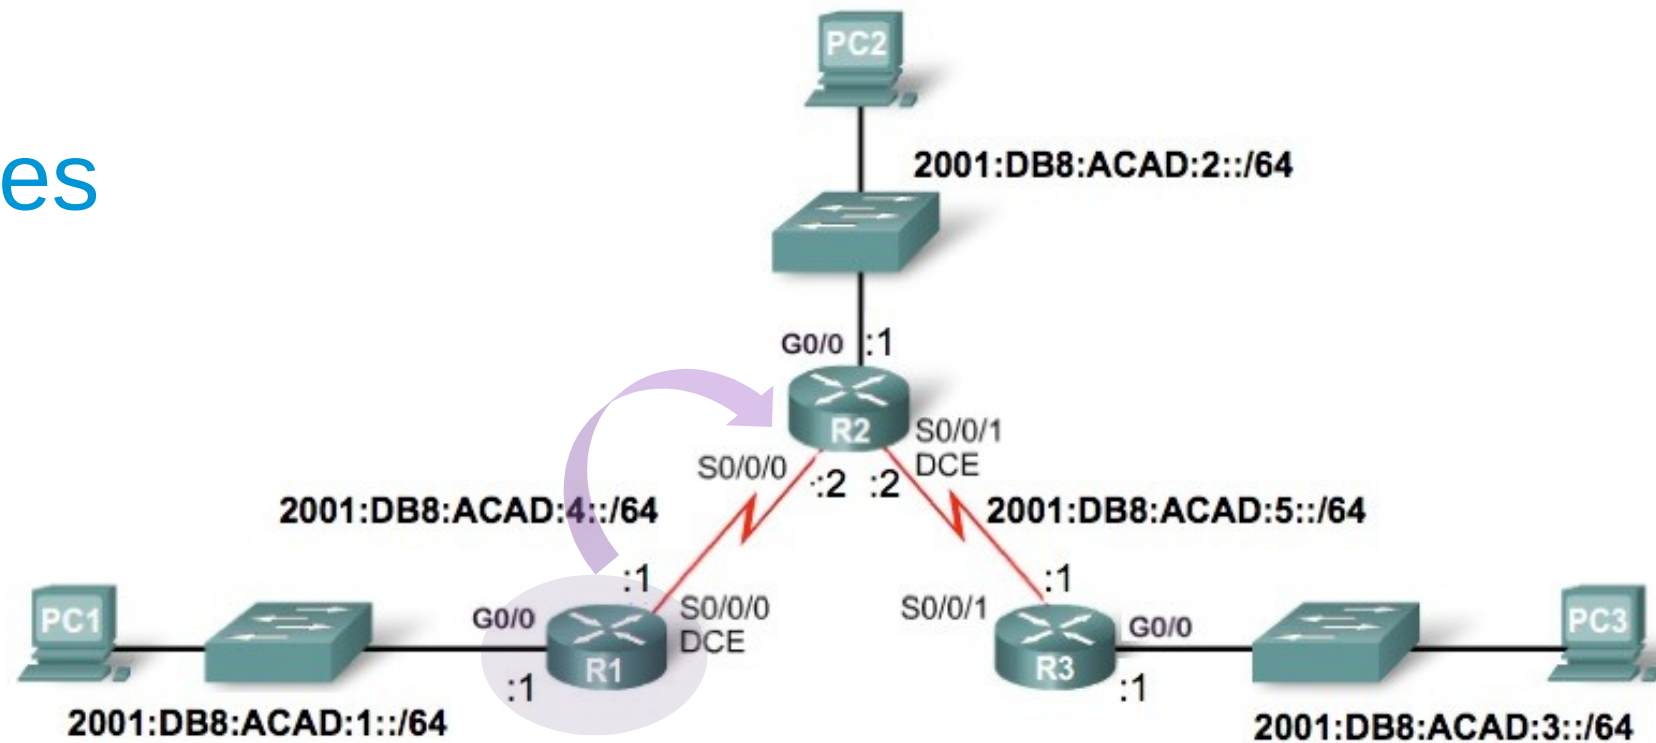 es
PC2
2001:DB8:ACAD:2::/64
G0/0 :1
R2
S0/0/1
DCE
S0/0/0
:2 :2
2001:DB8:ACAD:4::/64
2001:DB8:ACAD:5::/64
:1
S0/0/0
DCE
G0/0
PC1
R1
:1
2001:DB8:ACAD:1::/64
:1
S0/0/1
G0/0
R3
:1
PC3
2001:DB8:ACAD:3::/64